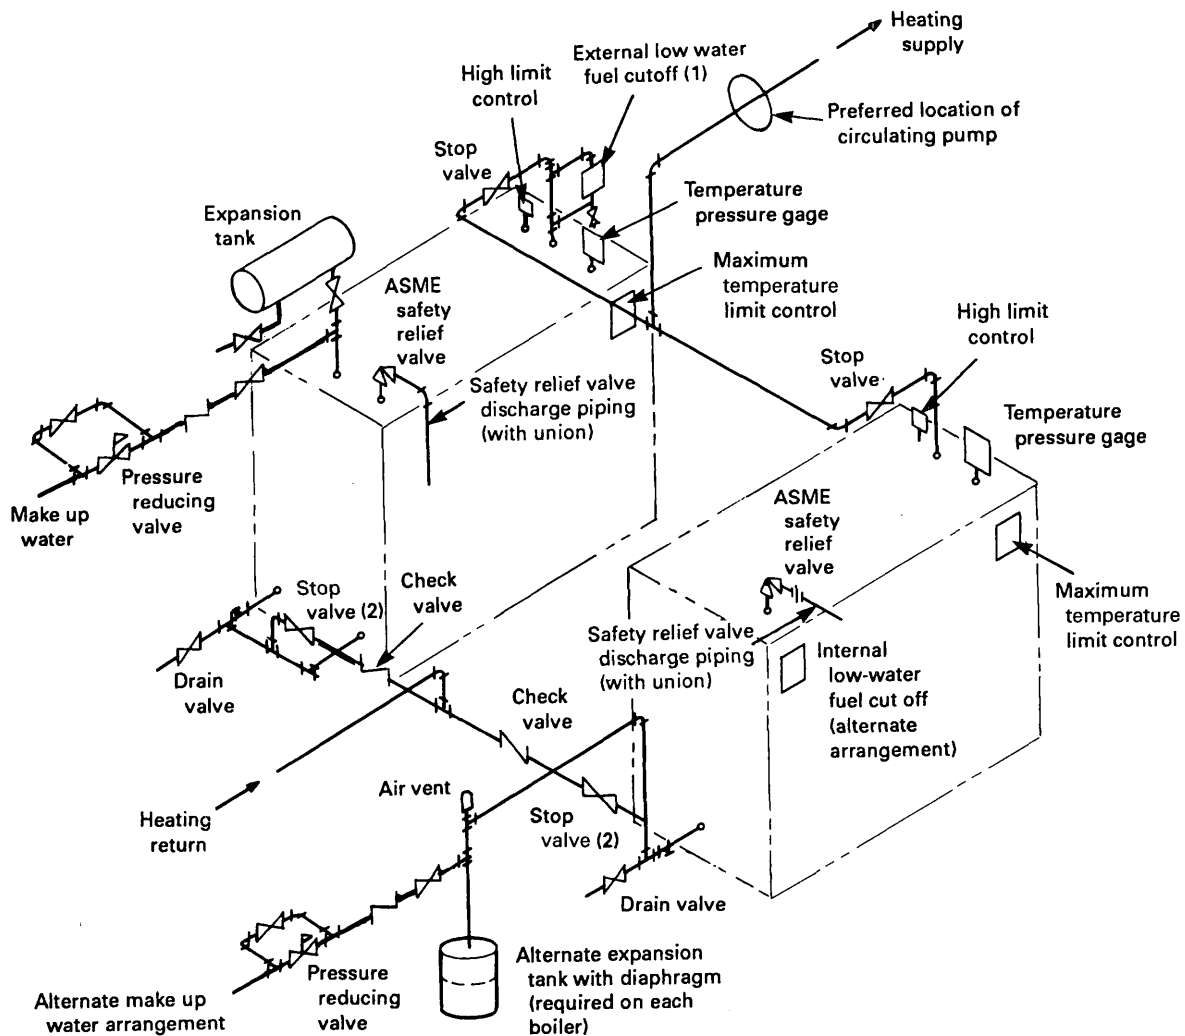 Heating
supply
External low water
fuel cutoff (1)
High limit
control
Preferred location of
circulating pump
Stop
valve
Temperature
pressure gage
Expansion
tank
ASME
safety
relief
valve
Maximum
temperature
limit control
High limit
control
Stop
valve
Safety relief valve
discharge piping
(with union)
Temperature
pressure gage
Pressure
reducing
valve
Make up
water
ASME
safety
relief
valve
Check
valve
Stop
valve (2)
Maximum
temperature
limit control
Safety relief valve
discharge piping
(with union)
Internal
low-water
fuel cut off
(alternate
arrangement)
Drain
valve
Check
valve
Air vent
Heating
return
Stop
valve (2)
Drain valve
Alternate expansion
tank with diaphragm
(required on each
boiler)
Pressure
reducing
valve
Alternate make up
water arrangement